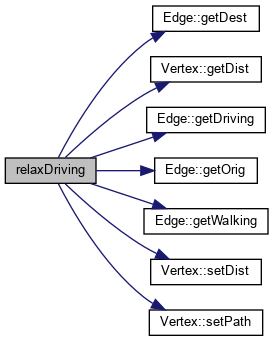 Edge::getDest
Vertex::getDist
Edge::getDriving
relaxDriving
Edge::getOrig
Edge::getWalking
Vertex::setDist
Vertex::setPath